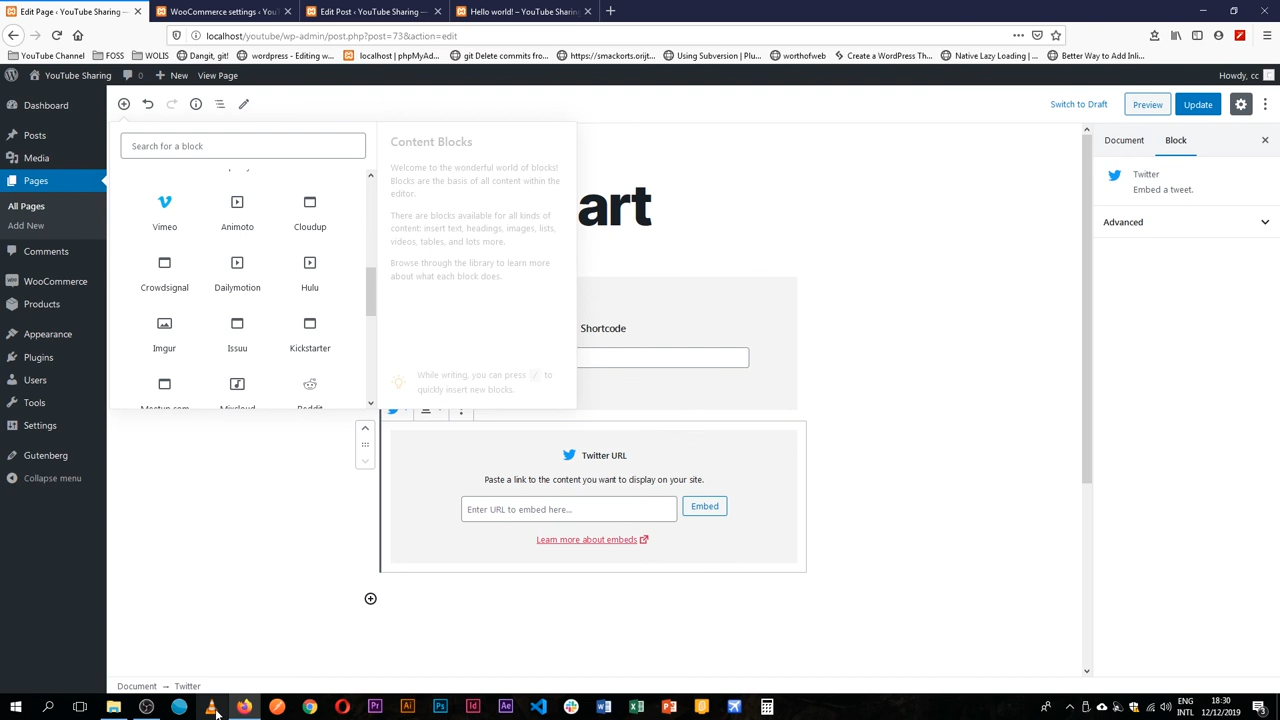 Edit Page ‹ YouTube Sharing —
WooCommerce settings ‹ You
Edit Post ‹ YouTube Sharing —
Hello world! – YouTube Sharing
localhost/youtube/wp-admin/post.php?post=73&action=edit
YouTube Channel
FOSS
WOLIS
Dangit, git!
wordpress - Editing w...
localhost | phpMyAd...
git Delete commits fro...
https://smackorts.orijt...
Using Subversion | Plu...
worthofweb
Create a WordPress Th...
Native Lazy Loading |...
Better Way to Add Inli...
YouTube Sharing
0
New
View Page
Howdy, cc
Dashboard
Posts
Media
Pages
All Pages
Add New
Comments
WooCommerce
Products
Appearance
Plugins
Users
Tools
Settings
Gutenberg
Collapse menu
Switch to Draft
Preview
Update
Search for a block
Vimeo
Animoto
Cloudup
Crowdsignal
Dailymotion
Hulu
Imgur
Issuu
Kickstarter
Meetup.com
Mixcloud
Reddit
Content Blocks
Welcome to the wonderful world of blocks!
Blocks are the basis of all content within the
editor.
There are blocks available for all kinds of
content: insert text, headings, images, lists,
videos, tables, and lots more.
Browse through the library to learn more
about what each block does.
While writing, you can press / to
quickly insert new blocks.
art
Shortcode
Twitter URL
Paste a link to the content you want to display on your site.
Enter URL to embed here...
Embed
Learn more about embeds
Document
Block
Twitter
Embed a tweet.
Advanced
Document → Twitter
ENG
INTL
18:30
12/12/2019